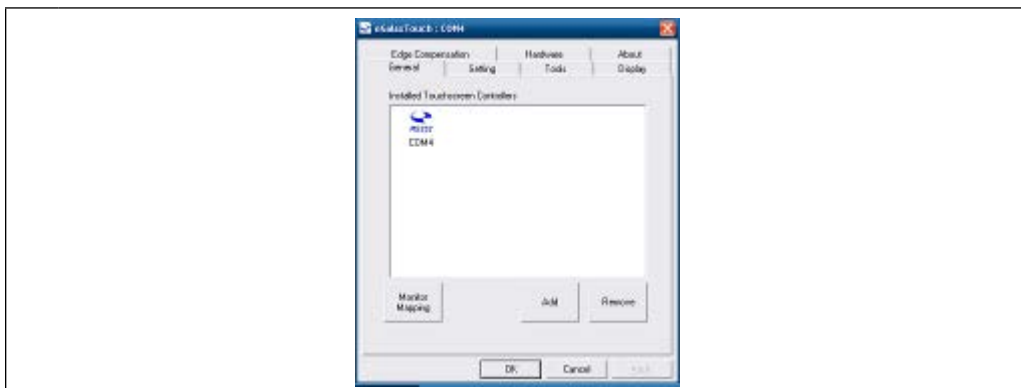 eGalaxTouch : COM4
Edge Compensation Hardware About
General Setting Tools Display
Installed Touchscreen Controllers
RS232
COM4
Monitor
Mapping
Add Remove
OK Cancel